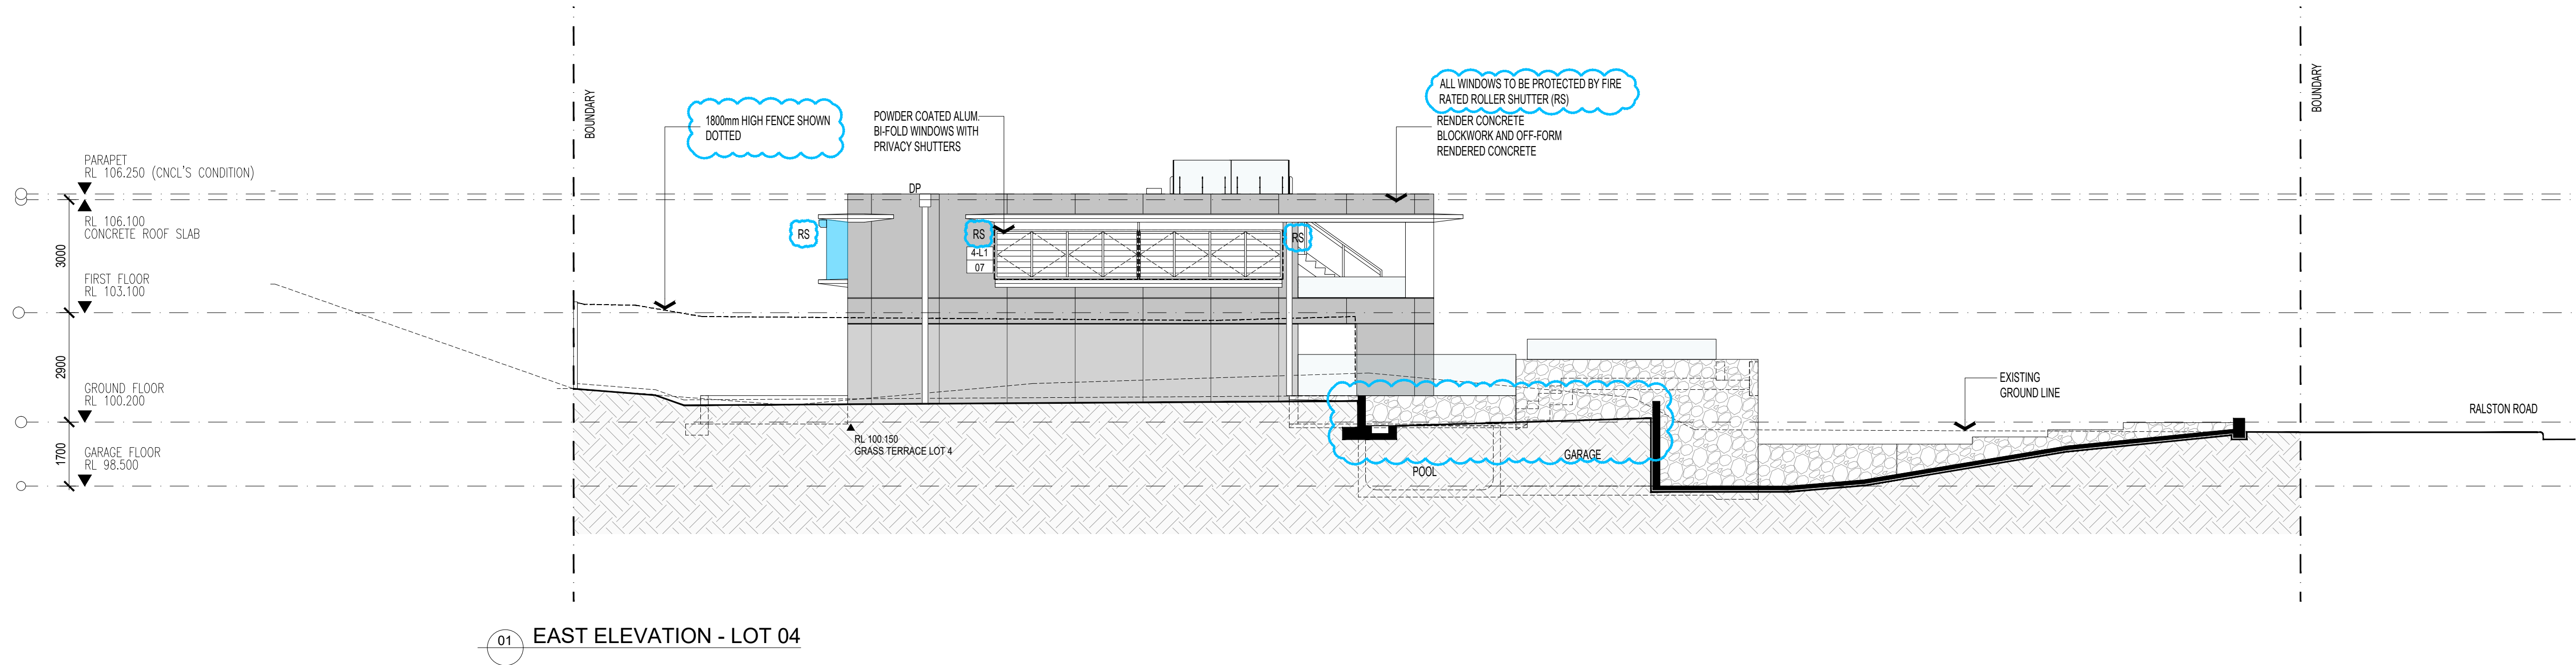 BOUNDARY
BOUNDARY
1800mm HIGH FENCE SHOWN
DOTTED
POWDER COATED ALUM.
BI-FOLD WINDOWS WITH
PRIVACY SHUTTERS
ALL WINDOWS TO BE PROTECTED BY FIRE
RATED ROLLER SHUTTER (RS)
RENDER CONCRETE
BLOCKWORK AND OFF-FORM
RENDERED CONCRETE
PARAPET
RL 106.250 (CNCL'S CONDITION)
DP
RL 106.100
CONCRETE ROOF SLAB
RS
RS
RS
4-L1
07
3000
FIRST FLOOR
RL 103.100
2900
GROUND FLOOR
RL 100.200
EXISTING
GROUND LINE
RALSTON ROAD
RL 100.150
GRASS TERRACE LOT 4
1700
GARAGE FLOOR
RL 98.500
GARAGE
POOL
01 EAST ELEVATION - LOT 04